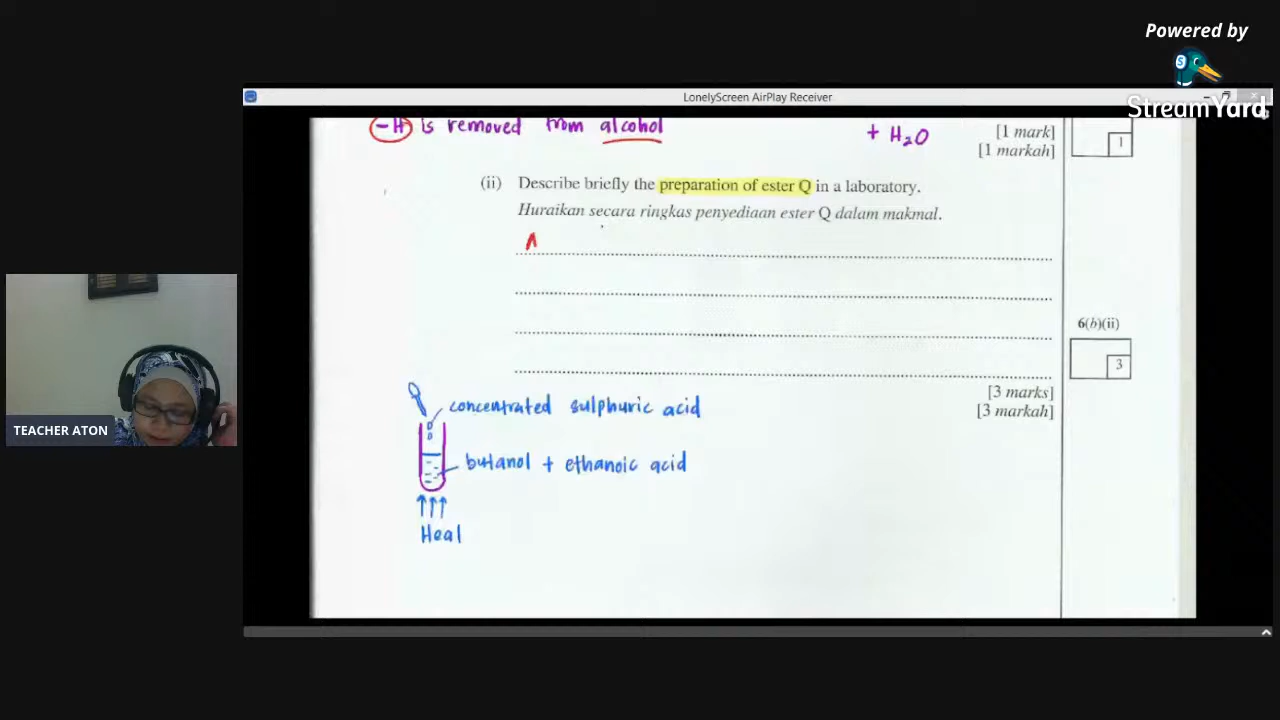 Powered by
StreamYard
LonelyScreen AirPlay Receiver
-H is removed from alcohol
+ H₂O
[1 mark]
[1 markah]
1
(ii) Describe briefly the preparation of ester Q in a laboratory.
Huraikan secara ringkas penyediaan ester Q dalam makmal.
6(b)(ii)
3
[3 marks]
[3 markah]
concentrated sulphuric acid
butanol + ethanoic acid
Heat
TEACHER ATON